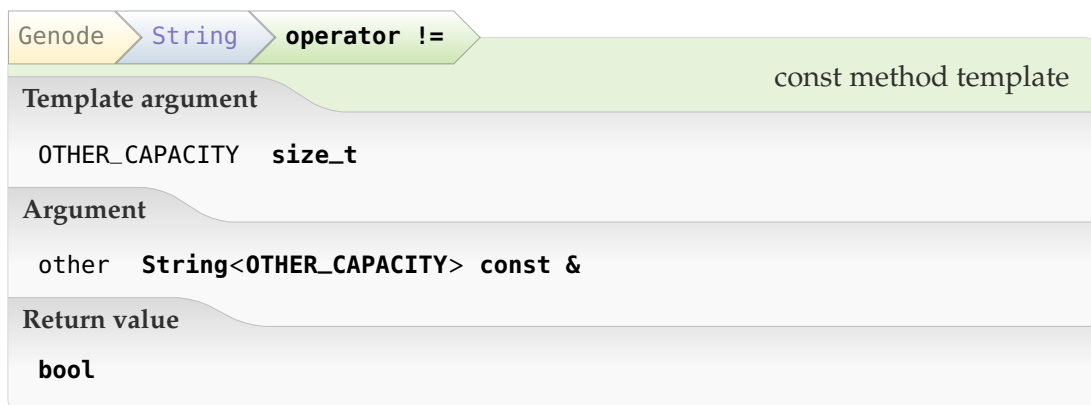 Genode String operator !=
const method template
Template argument
OTHER_CAPACITY size_t
Argument
other String<OTHER_CAPACITY> const &
Return value
bool